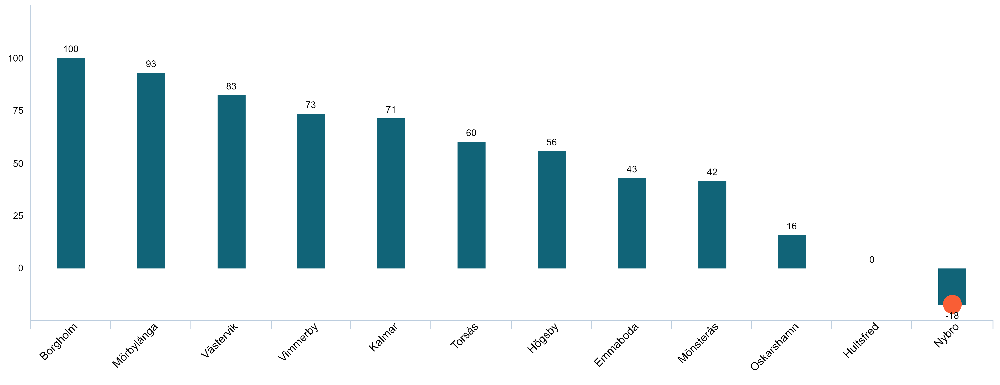 100
75
50
25
0
100
93
83
73
71
60
56
43
42
16
0
-18
Borgholm
Mörbylånga
Västervik
Vimmerby
Kalmar
Torsås
Högsby
Emmaboda
Mönsterås
Oskarshamn
Hultsfred
Nybro